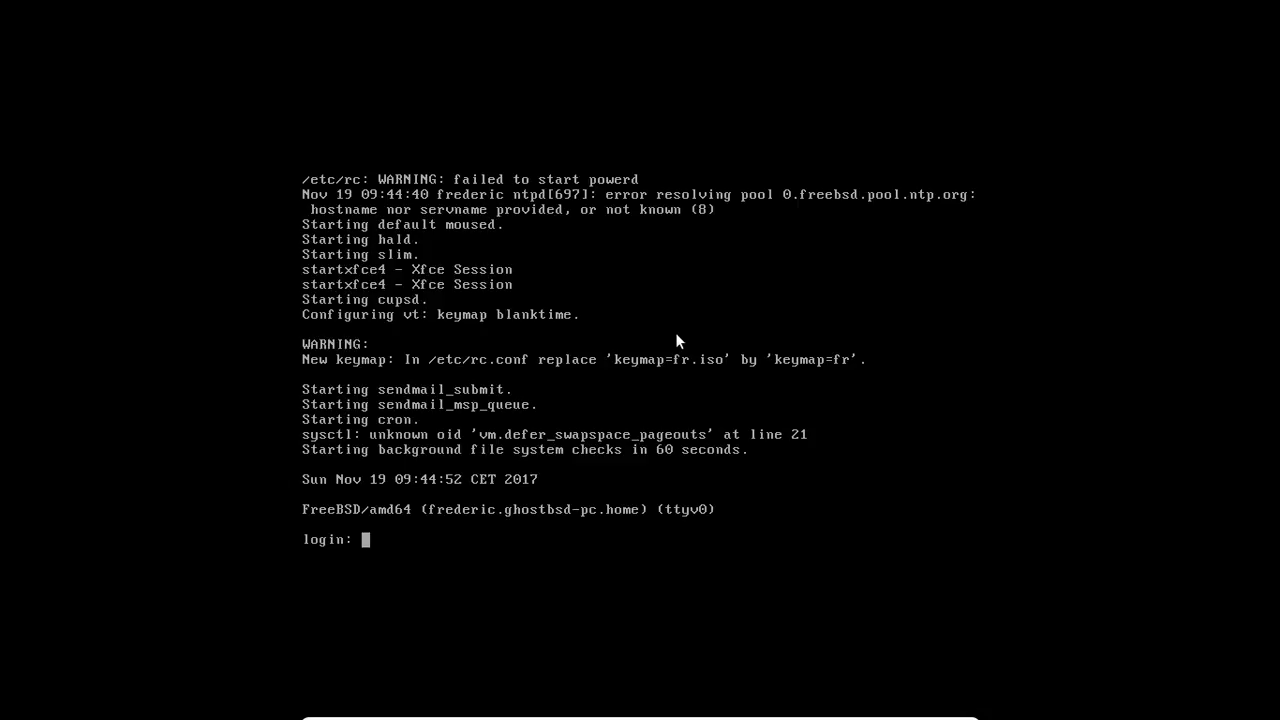 /etc/rc: WARNING: failed to start powerd
Nov 19 09:44:40 frederic ntpd[697]: error resolving pool 0.freebsd.pool.ntp.org:
 hostname nor servname provided, or not known (8)
Starting default moused.
Starting hald.
Starting slim.
startxfce4 - Xfce Session
startxfce4 - Xfce Session
Starting cupsd.
Configuring vt: keymap blanktime.
WARNING:
New keymap: In /etc/rc.conf replace 'keymap=fr.iso' by 'keymap=fr'.
Starting sendmail_submit.
Starting sendmail_msp_queue.
Starting cron.
sysctl: unknown oid 'vm.defer_swapspace_pageouts' at line 21
Starting background file system checks in 60 seconds.
Sun Nov 19 09:44:52 CET 2017
FreeBSD/amd64 (frederic.ghostbsd-pc.home) (ttyv0)
login: